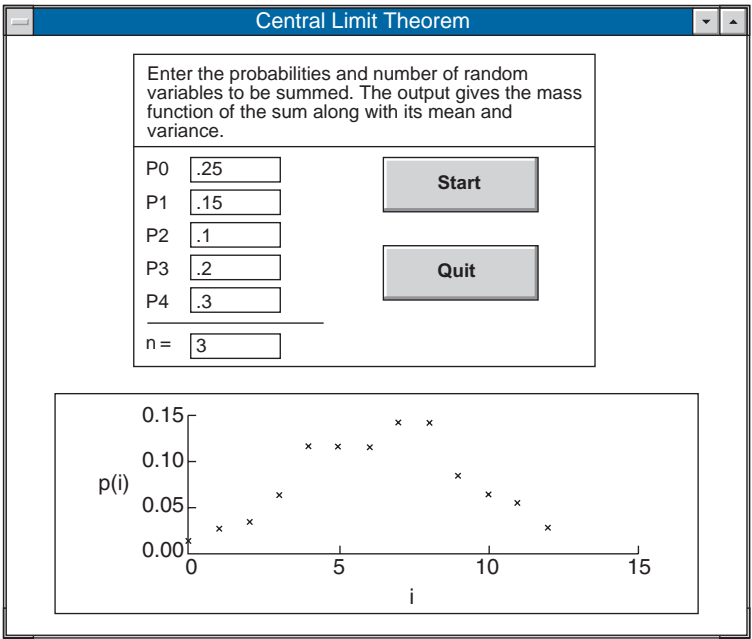 Central Limit Theorem
Enter the probabilities and number of random
variables to be summed. The output gives the mass
function of the sum along with its mean and
variance.
P0 .25
P1 .15
P2 .1
P3 .2
P4 .3
n = 3
Start
Quit
0.15
0.10
p(i)
0.05
0.00
0 5 10 15
i